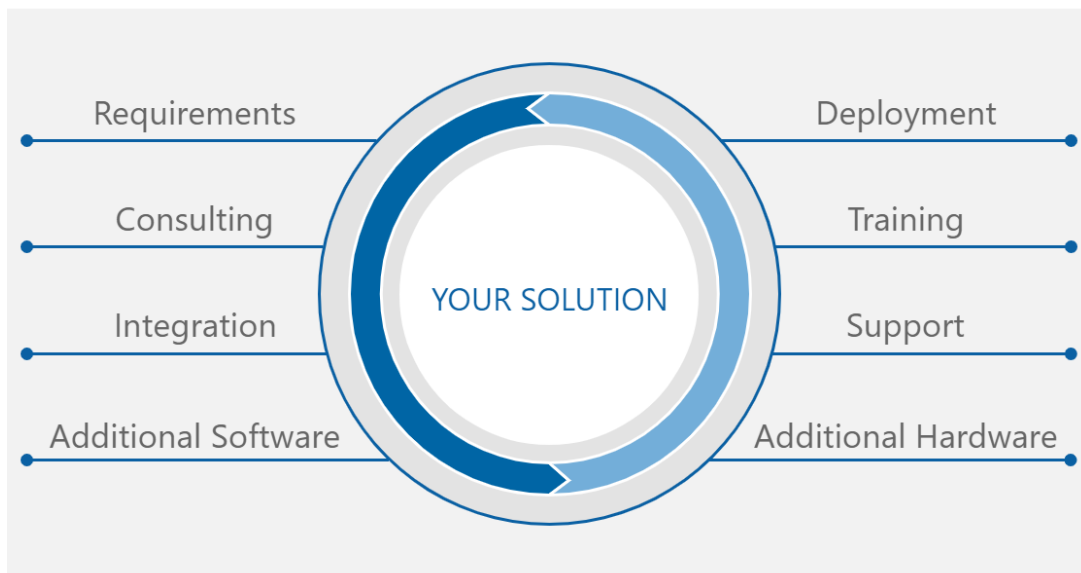 Requirements
Consulting
Integration
Additional Software
YOUR SOLUTION
Deployment
Training
Support
Additional Hardware